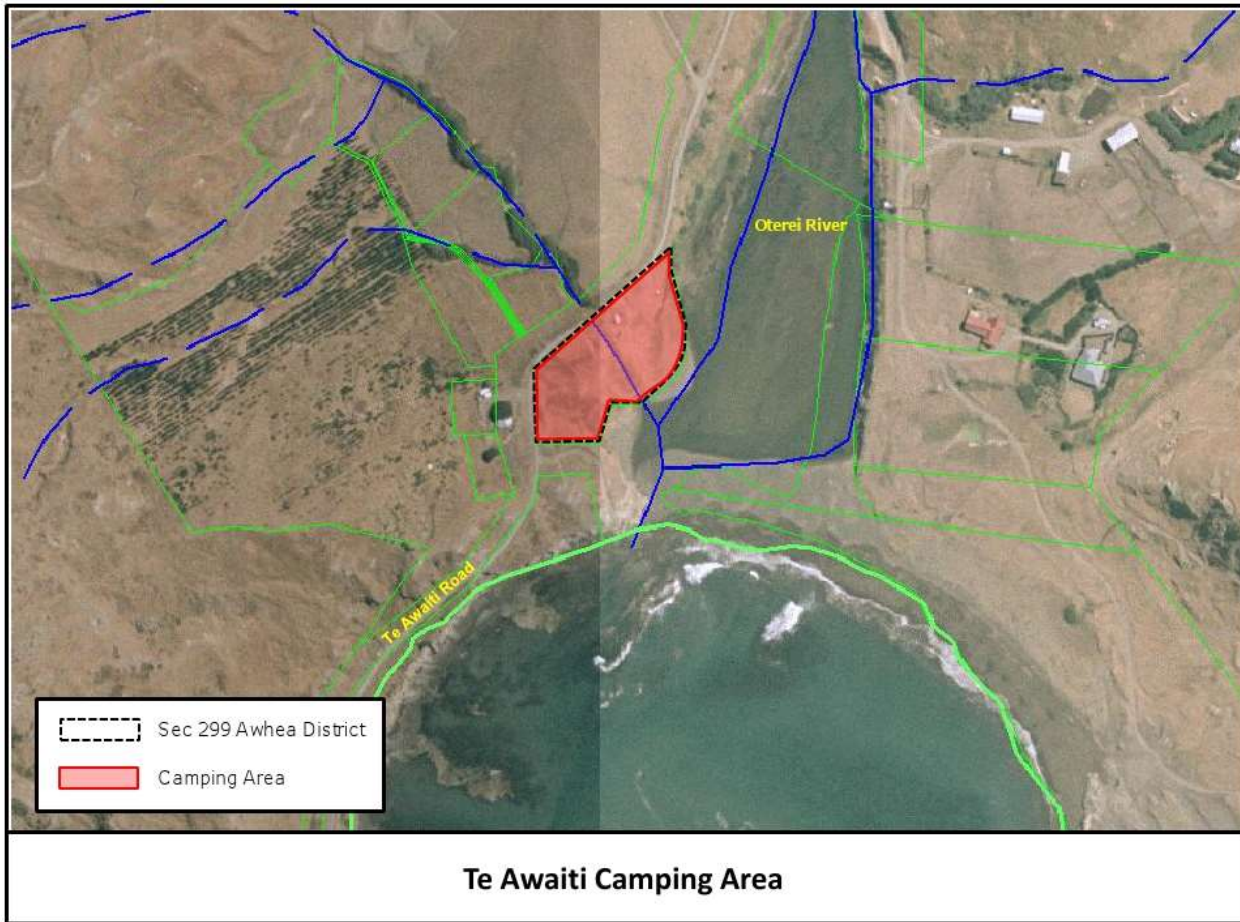 Oterei River
Te Awaiti Road
Sec 299 Awhea District
Camping Area
Te Awaiti Camping Area